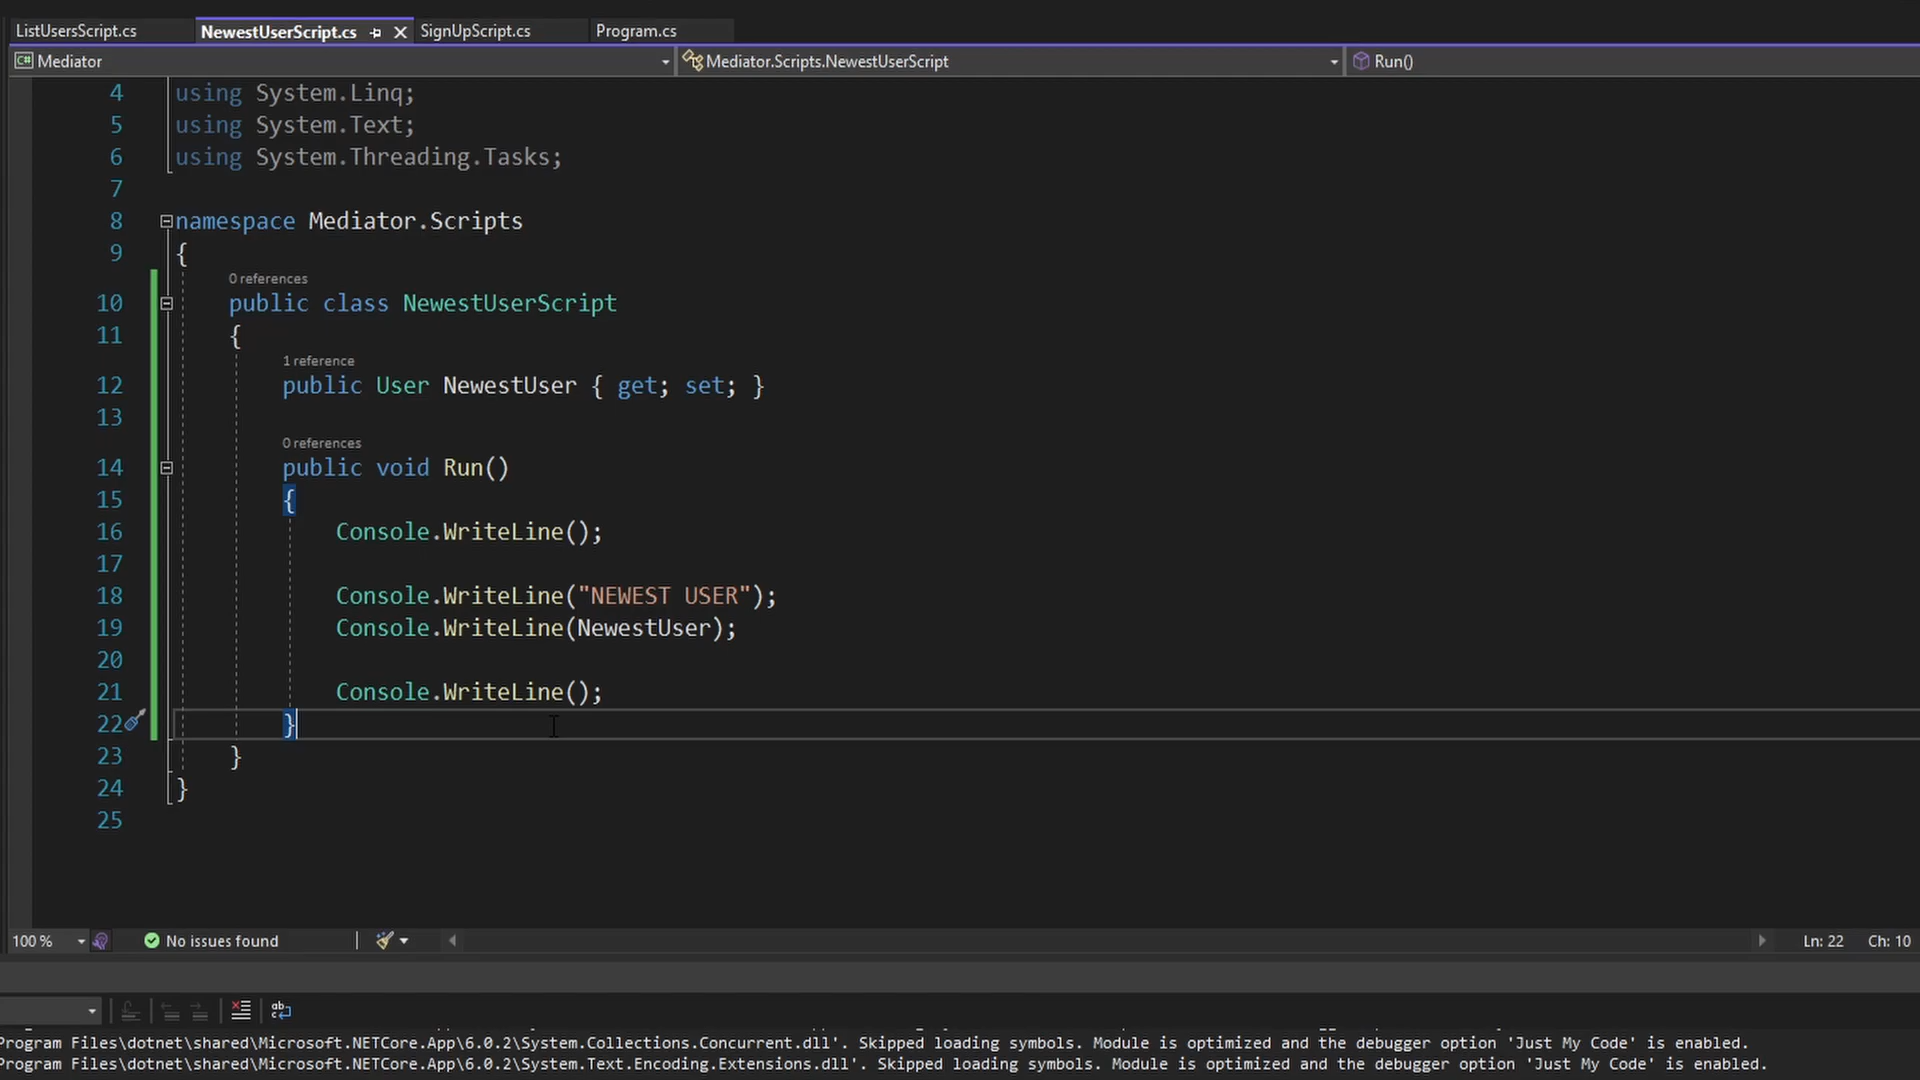 ListUsersScript.cs NewestUserScript.cs SignUpScript.cs Program.cs
C# Mediator Mediator.Scripts.NewestUserScript Run()
4 using System.Linq;
5 using System.Text;
6 using System.Threading.Tasks;
7
8 namespace Mediator.Scripts
9 {
0 references
10 public class NewestUserScript
11 {
1 reference
12 public User NewestUser { get; set; }
13
0 references
14 public void Run()
15 {
16 Console.WriteLine();
17
18 Console.WriteLine("NEWEST USER");
19 Console.WriteLine(NewestUser);
20
21 Console.WriteLine();
22 }
23 }
24 }
25
100 % No issues found Ln: 22 Ch: 10
Program Files\dotnet\shared\Microsoft.NETCore.App\6.0.2\System.Collections.Concurrent.dll'. Skipped loading symbols. Module is optimized and the debugger option 'Just My Code' is enabled.
Program Files\dotnet\shared\Microsoft.NETCore.App\6.0.2\System.Text.Encoding.Extensions.dll'. Skipped loading symbols. Module is optimized and the debugger option 'Just My Code' is enabled.